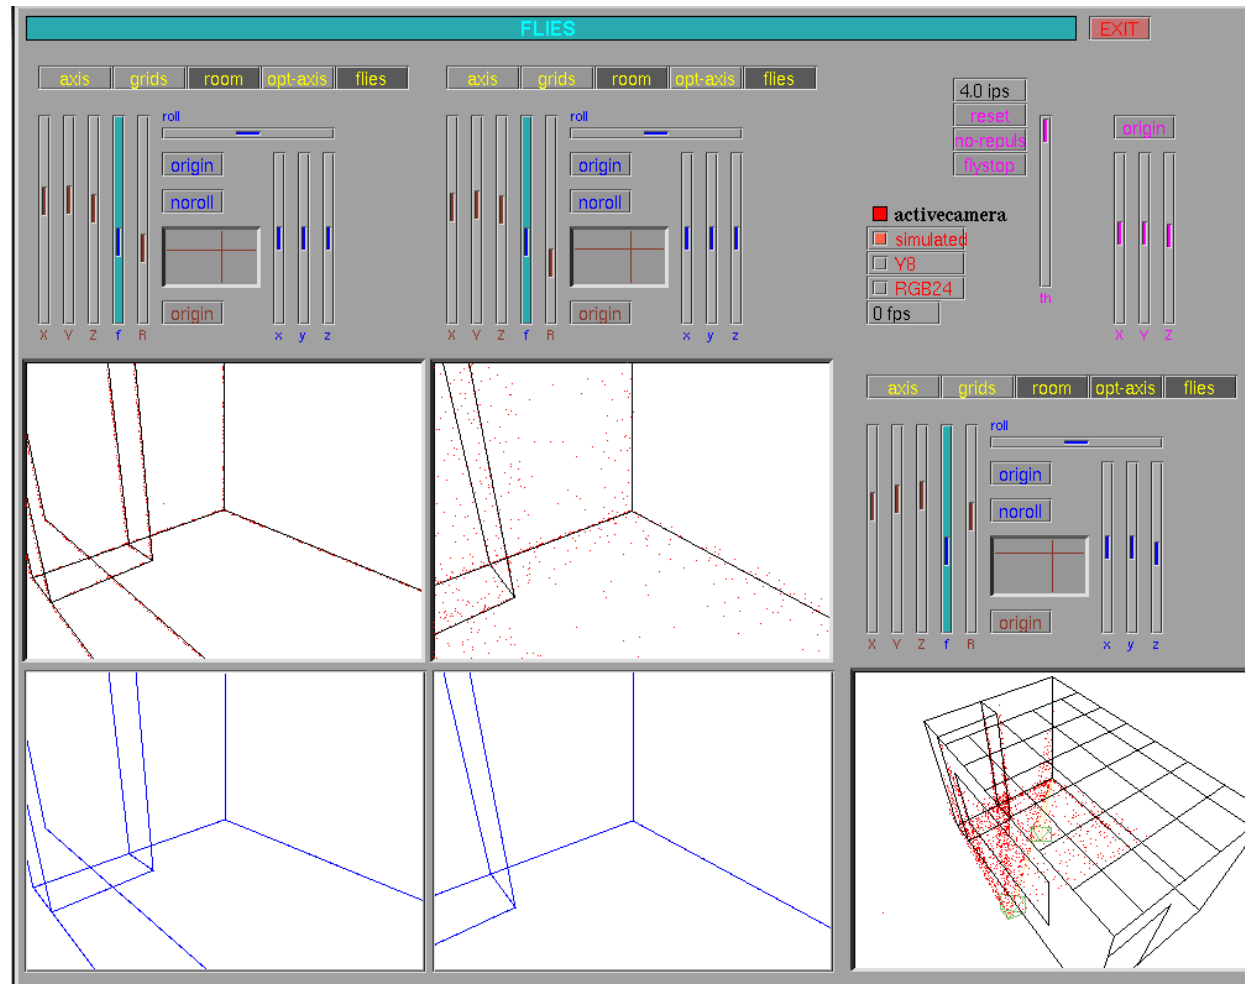 FLIES EXIT
axis grids room opt-axis flies
roll
origin
noroll
origin
X Y Z f R x y z
axis grids room opt-axis flies
roll
origin
noroll
origin
X Y Z f R x y z
4.0 ips
reset
no-repuls
flystop
th
origin
X Y Z
activecamera
simulated
Y8
RGB24
0 fps
axis grids room opt-axis flies
roll
origin
noroll
origin
X Y Z f R x y z